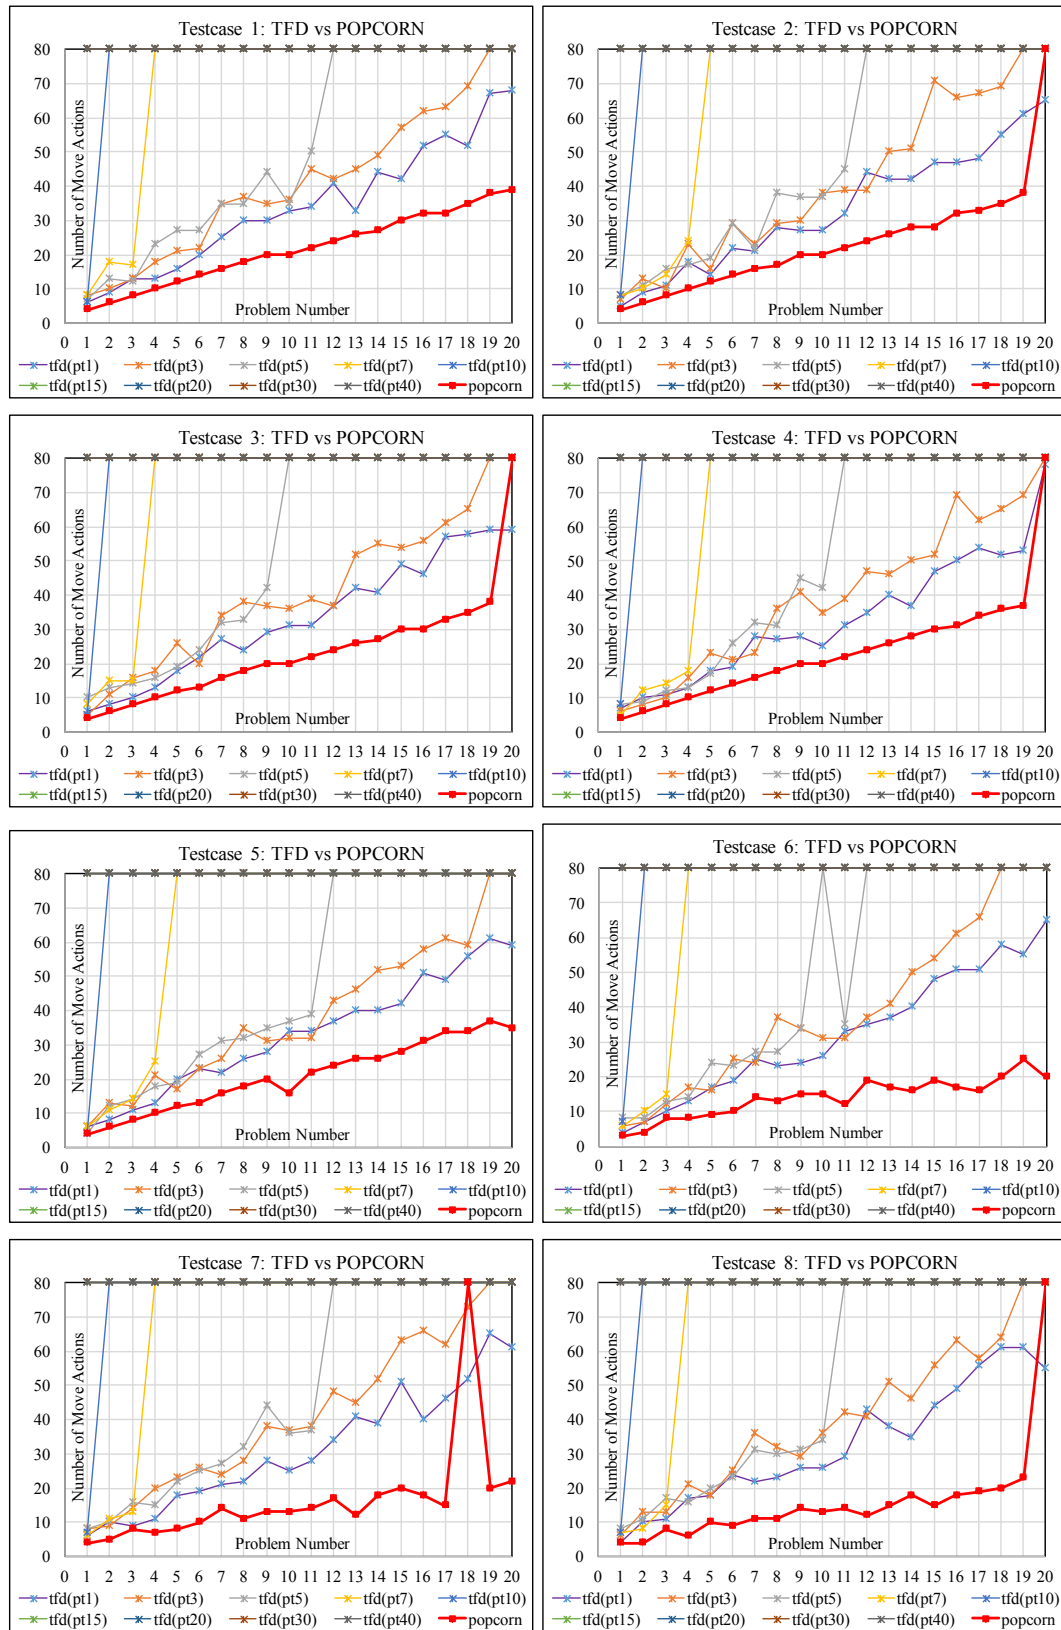 Testcase 1: TFD vs POPCORN
80
70
60
50
40
30
20
10
0
Number of Move Actions
Problem Number
0 1 2 3 4 5 6 7 8 9 10 11 12 13 14 15 16 17 18 19 20
tfd(pt1) tfd(pt3) tfd(pt5) tfd(pt7) tfd(pt10)
tfd(pt15) tfd(pt20) tfd(pt30) tfd(pt40) popcorn
Testcase 2: TFD vs POPCORN
80
70
60
50
40
30
20
10
0
Number of Move Actions
Problem Number
0 1 2 3 4 5 6 7 8 9 10 11 12 13 14 15 16 17 18 19 20
tfd(pt1) tfd(pt3) tfd(pt5) tfd(pt7) tfd(pt10)
tfd(pt15) tfd(pt20) tfd(pt30) tfd(pt40) popcorn
Testcase 3: TFD vs POPCORN
80
70
60
50
40
30
20
10
0
Number of Move Actions
Problem Number
0 1 2 3 4 5 6 7 8 9 10 11 12 13 14 15 16 17 18 19 20
tfd(pt1) tfd(pt3) tfd(pt5) tfd(pt7) tfd(pt10)
tfd(pt15) tfd(pt20) tfd(pt30) tfd(pt40) popcorn
Testcase 4: TFD vs POPCORN
80
70
60
50
40
30
20
10
0
Number of Move Actions
Problem Number
0 1 2 3 4 5 6 7 8 9 10 11 12 13 14 15 16 17 18 19 20
tfd(pt1) tfd(pt3) tfd(pt5) tfd(pt7) tfd(pt10)
tfd(pt15) tfd(pt20) tfd(pt30) tfd(pt40) popcorn
Testcase 5: TFD vs POPCORN
80
70
60
50
40
30
20
10
0
Number of Move Actions
Problem Number
0 1 2 3 4 5 6 7 8 9 10 11 12 13 14 15 16 17 18 19 20
tfd(pt1) tfd(pt3) tfd(pt5) tfd(pt7) tfd(pt10)
tfd(pt15) tfd(pt20) tfd(pt30) tfd(pt40) popcorn
Testcase 6: TFD vs POPCORN
80
70
60
50
40
30
20
10
0
Number of Move Actions
Problem Number
0 1 2 3 4 5 6 7 8 9 10 11 12 13 14 15 16 17 18 19 20
tfd(pt1) tfd(pt3) tfd(pt5) tfd(pt7) tfd(pt10)
tfd(pt15) tfd(pt20) tfd(pt30) tfd(pt40) popcorn
Testcase 7: TFD vs POPCORN
80
70
60
50
40
30
20
10
0
Number of Move Actions
Problem Number
0 1 2 3 4 5 6 7 8 9 10 11 12 13 14 15 16 17 18 19 20
tfd(pt1) tfd(pt3) tfd(pt5) tfd(pt7) tfd(pt10)
tfd(pt15) tfd(pt20) tfd(pt30) tfd(pt40) popcorn
Testcase 8: TFD vs POPCORN
80
70
60
50
40
30
20
10
0
Number of Move Actions
Problem Number
0 1 2 3 4 5 6 7 8 9 10 11 12 13 14 15 16 17 18 19 20
tfd(pt1) tfd(pt3) tfd(pt5) tfd(pt7) tfd(pt10)
tfd(pt15) tfd(pt20) tfd(pt30) tfd(pt40) popcorn